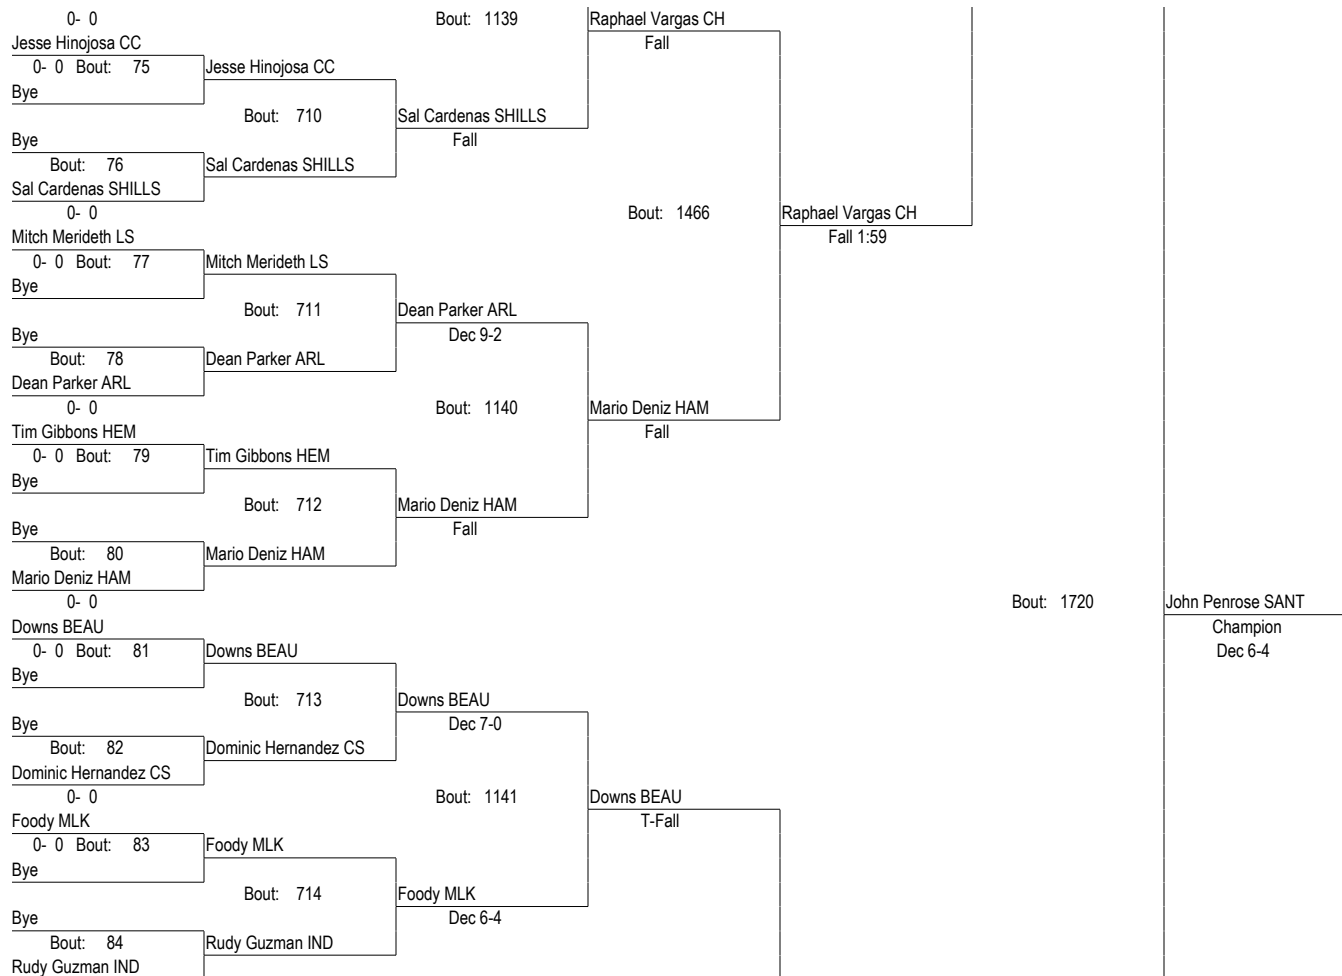 0- 0 Bout: 1139 Raphael Vargas CH
Jesse Hinojosa CC Fall
0- 0 Bout: 75 Jesse Hinojosa CC
Bye
Bout: 710 Sal Cardenas SHILLS
Bye Fall
Bout: 76 Sal Cardenas SHILLS
Sal Cardenas SHILLS
0- 0 Bout: 1466 Raphael Vargas CH
Mitch Merideth LS Fall 1:59
0- 0 Bout: 77 Mitch Merideth LS
Bye
Bout: 711 Dean Parker ARL
Bye Dec 9-2
Bout: 78 Dean Parker ARL
Dean Parker ARL
0- 0 Bout: 1140 Mario Deniz HAM
Tim Gibbons HEM Fall
0- 0 Bout: 79 Tim Gibbons HEM
Bye
Bout: 712 Mario Deniz HAM
Bye Fall
Bout: 80 Mario Deniz HAM
Mario Deniz HAM
0- 0 Bout: 1720 John Penrose SANT
Downs BEAU Champion
0- 0 Bout: 81 Downs BEAU Dec 6-4
Bye
Bout: 713 Downs BEAU
Bye Dec 7-0
Bout: 82 Dominic Hernandez CS
Dominic Hernandez CS
0- 0 Bout: 1141 Downs BEAU
Foody MLK T-Fall
0- 0 Bout: 83 Foody MLK
Bye
Bout: 714 Foody MLK
Bye Dec 6-4
Bout: 84 Rudy Guzman IND
Rudy Guzman IND